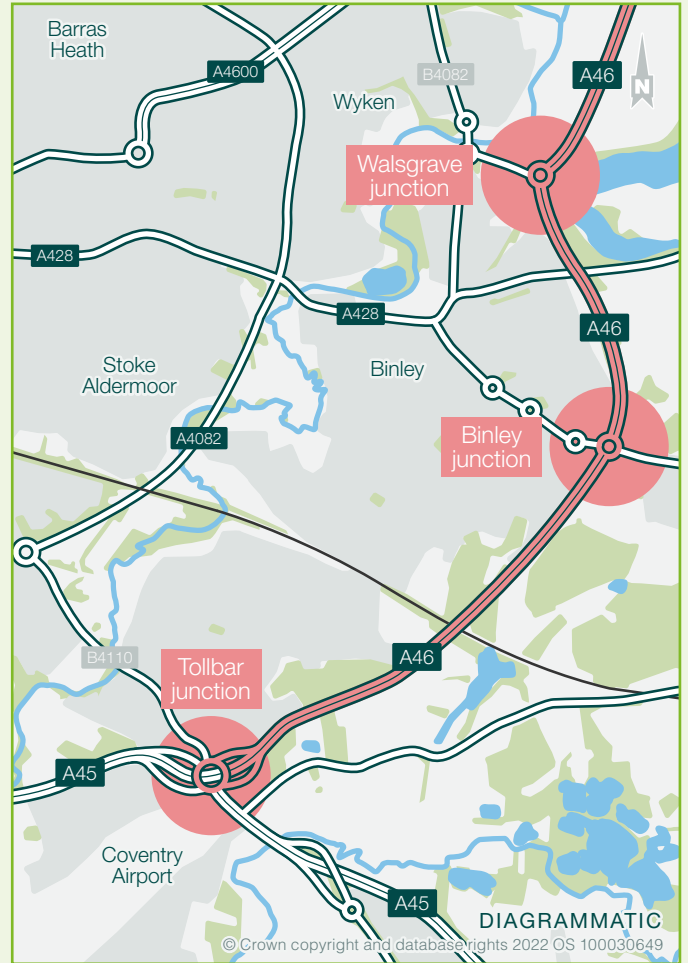 Barras
Heath
A4600
B4082
A46
N
Wyken
Walsgrave
junction
A428
A428
A46
Stoke
Aldermoor
Binley
A4082
Binley
junction
B4110
Tollbar
junction
A46
A45
Coventry
Airport
A45
DIAGRAMMATIC
© Crown copyright and database rights 2022 OS 100030649